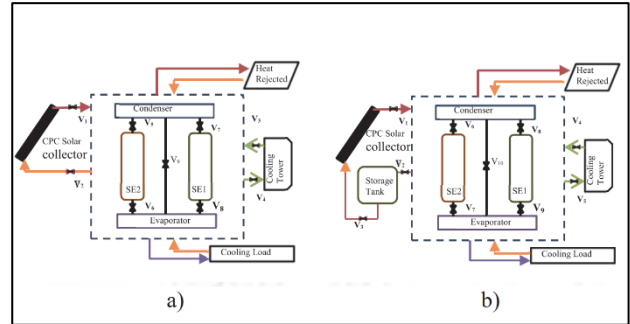 Heat
Rejected
Condenser
V₁
V₃
V₅
V₇
CPC Solar
collector
V₉
Cooling
Tower
V₂
SE2
SE1
V₄
V₆
V₈
Evaporator
Cooling Load
a)
Heat
Rejected
Condenser
V₁
V₄
V₆
V₈
CPC Solar
collector
V₁₀
Cooling
Tower
V₂
Storage
Tank
SE2
SE1
V₅
V₇
V₉
V₃
Evaporator
Cooling Load
b)